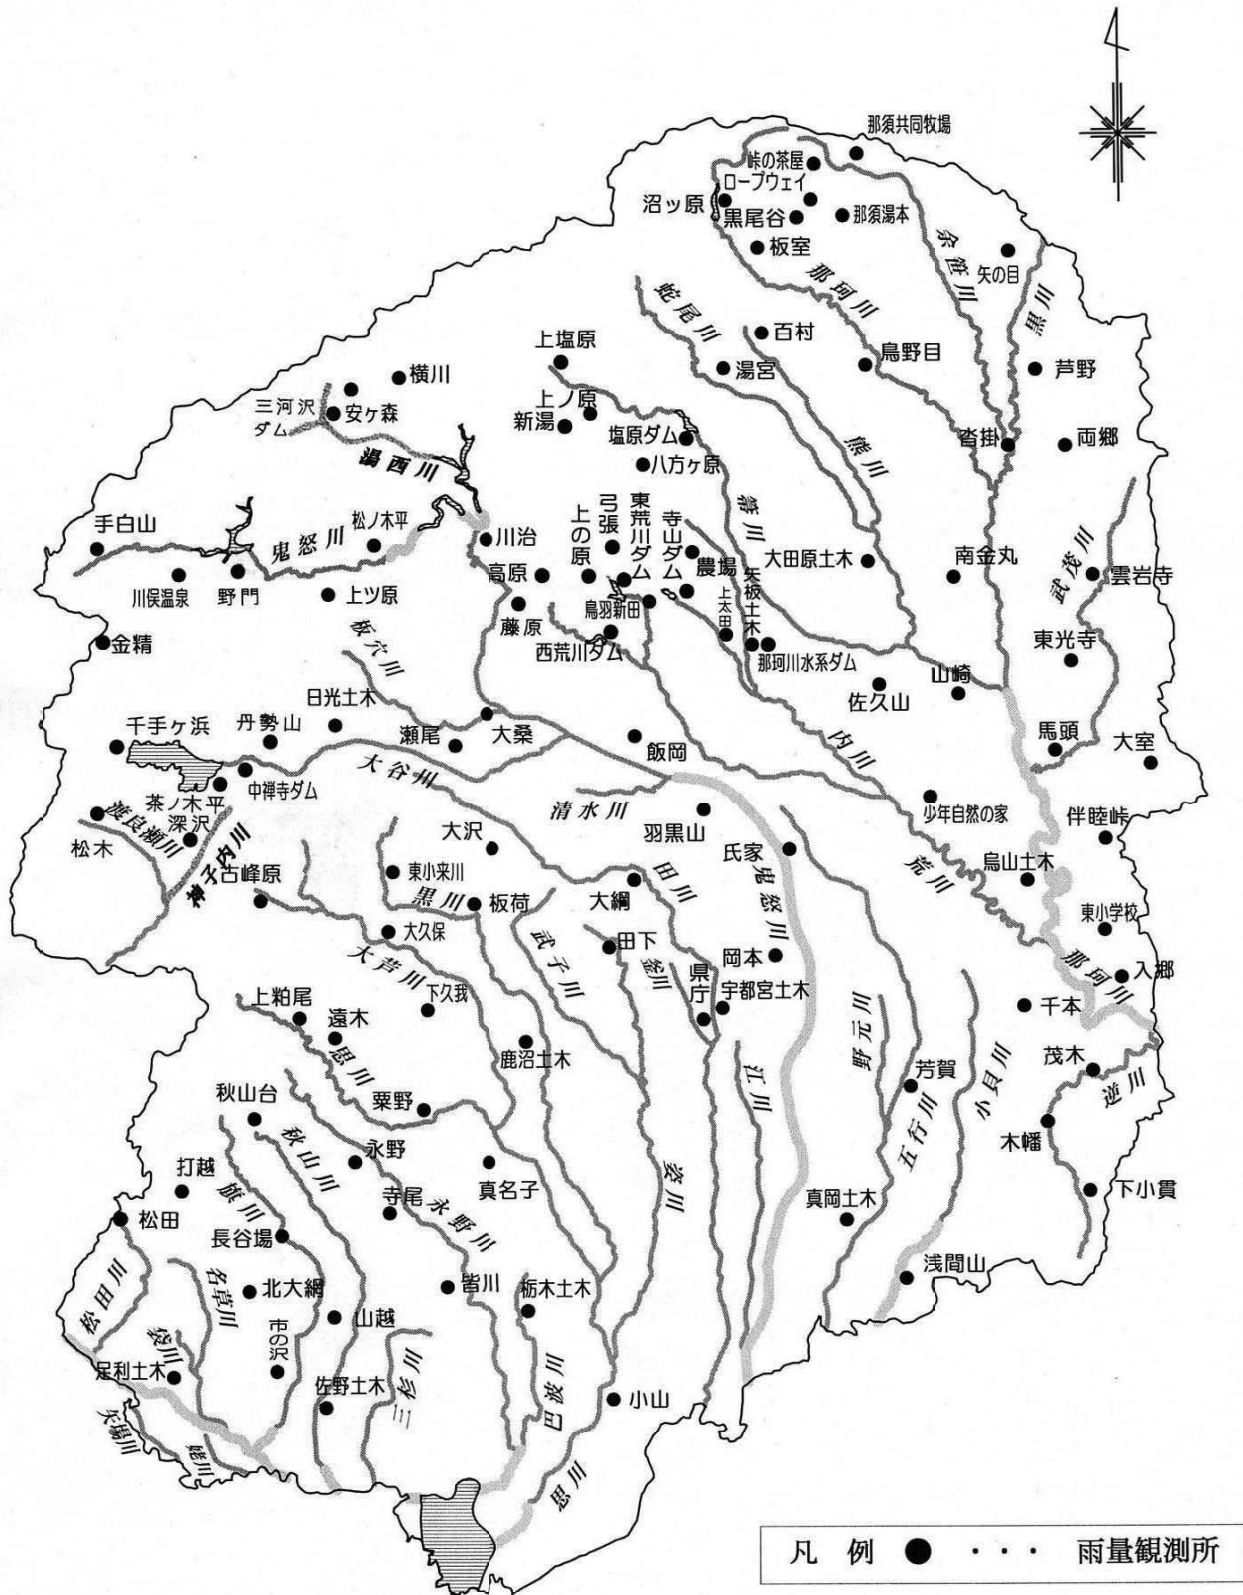 那須共同牧場
峠の茶屋
ロープウェイ
沼ッ原
黒尾谷
那須湯本
板室
余笹川
矢の目
那珂川
黒川
蛇尾川
百村
上塩原
湯宮
鳥野目
芦野
横川
三河沢
ダム
安ヶ森
上ノ原
新湯
塩原ダム
八方ヶ原
熊川
沓掛
両郷
湯西川
手白山
松ノ木平
鬼怒川
川治
上の原
弓張
東荒川ダム
寺山ダム
箒川
農場
大田原土木
南金丸
武茂川
雲岩寺
川俣温泉
野門
上ツ原
高原
藤原
鳥羽新田
上太田
矢板土木
西荒川ダム
那珂川水系ダム
東光寺
金精
板穴川
佐久山
山崎
日光土木
千手ヶ浜
丹勢山
瀬尾
大桑
飯岡
内川
馬頭
大室
大谷川
中禅寺ダム
茶ノ木平
清水川
少年自然の家
渡良瀬川
深沢
松木
神子内川
羽黒山
伴睦峠
大沢
氏家
荒川
烏山土木
古峰原
東小来川
黒川
板荷
大網
田川
鬼怒川
東小学校
大久保
武子川
田下
釜川
岡本
大芦川
県庁
宇都宮土木
那珂川
入郷
上粕尾
下久我
千本
遠木
思川
鹿沼土木
野元川
江川
小貝川
茂木
芳賀
逆川
秋山台
粟野
五行川
木幡
秋山川
永野
真名子
姿川
打越
旗川
寺尾
永野川
真岡土木
下小貫
松田
長谷場
浅間山
松田川
名草川
北大網
皆川
栃木土木
袋川
市の沢
山越
足利土木
佐野土木
三杉川
巴波川
小山
矢場川
姥川
思川
凡 例 ● ・・・ 雨量観測所